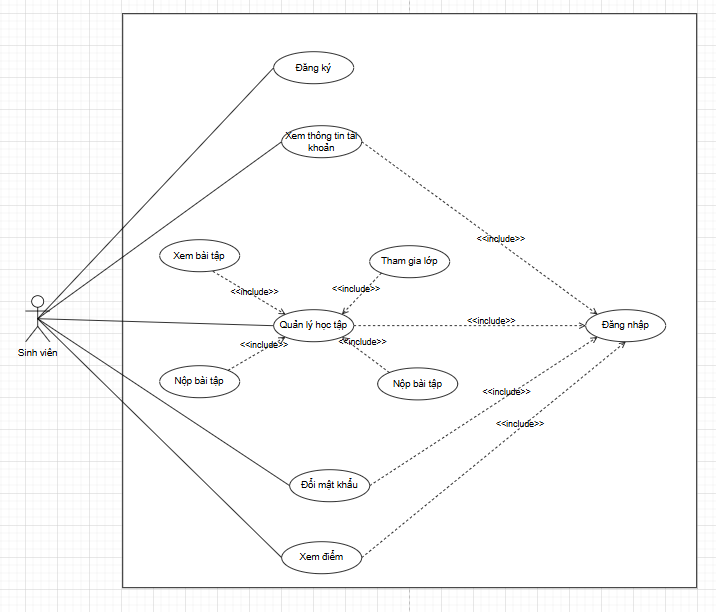 Đăng ký
Xem thông tin tài
khoản
<<include>>
Xem bài tập
Tham gia lớp
<<include>>
<<include>>
Quản lý học tập
<<include>>
Đăng nhập
Sinh viên
<<include>>
<<include>>
Nộp bài tập
Nộp bài tập
<<include>>
<<include>>
Đổi mật khẩu
Xem điểm